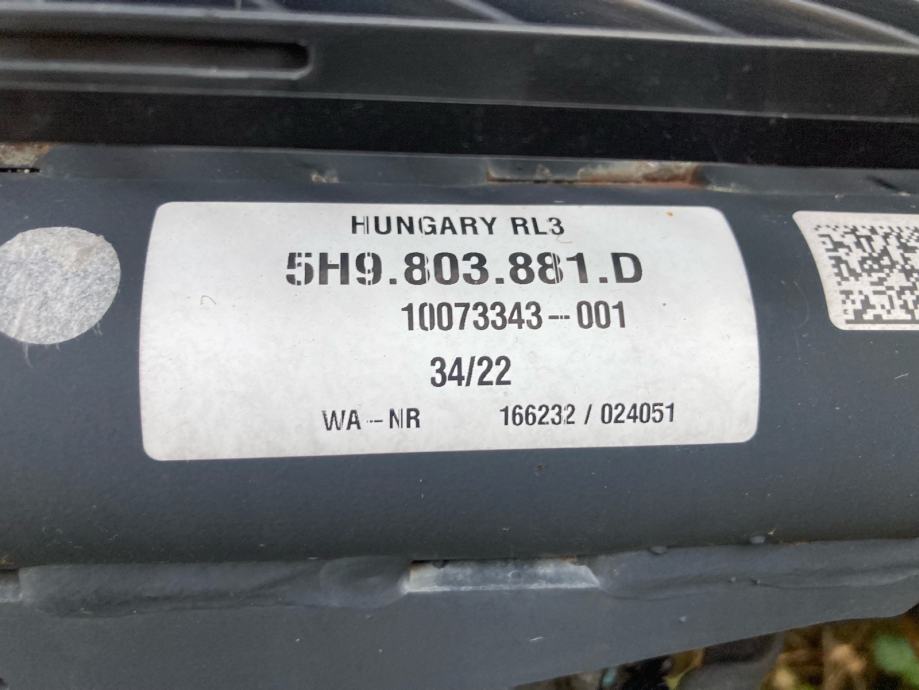 HUNGARY RL3
5H9.803.881.D
10073343--001
34/22
WA--NR 166232 / 024051